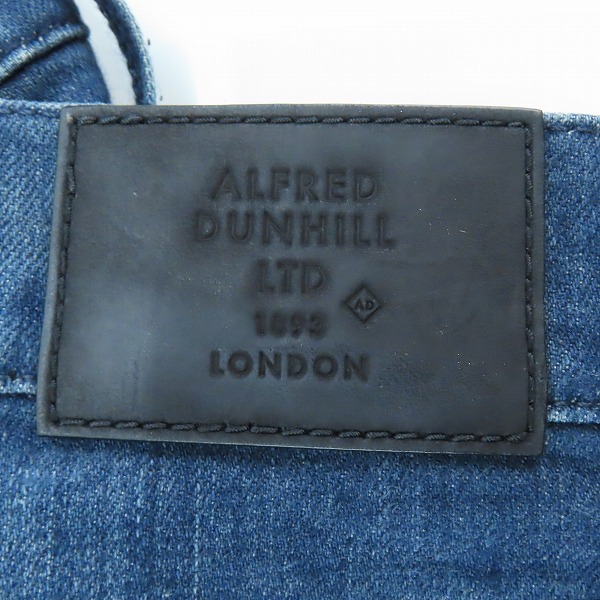 ALFRED
DUNHILL
LTD
AD
1893
LONDON